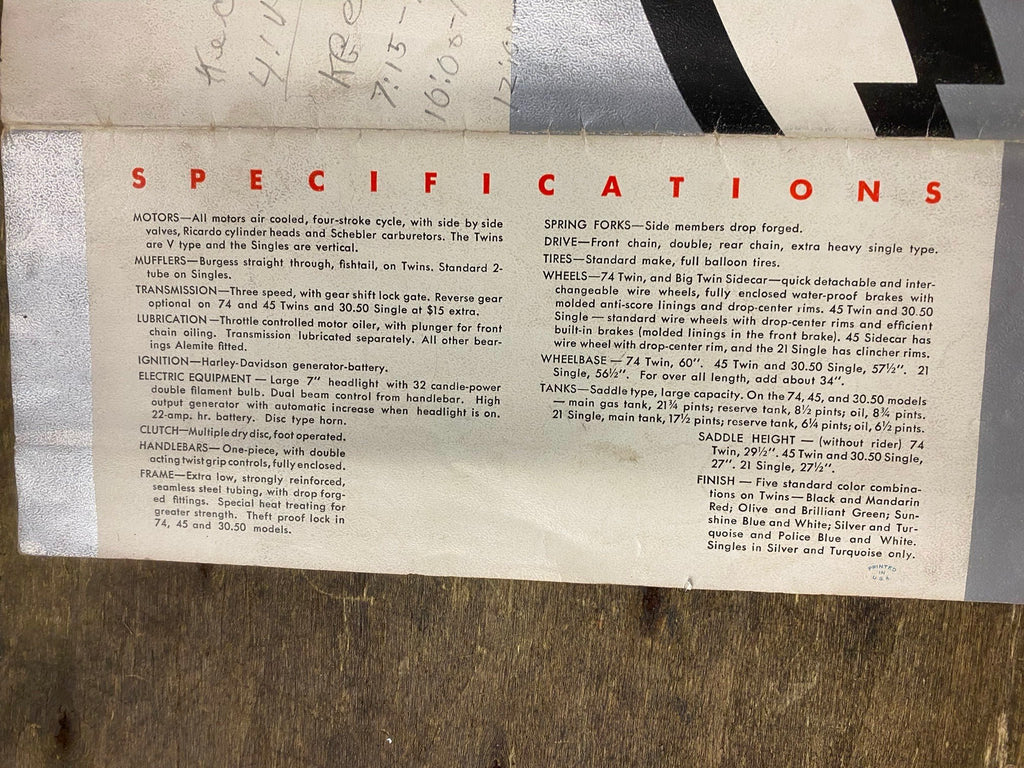 4:14
7:15-
16:00-1
SPECIFICATIONS
MOTORS—All motors air cooled, four-stroke cycle, with side by side
valves, Ricardo cylinder heads and Schebler carburetors. The Twins
are V type and the Singles are vertical.
MUFFLERS—Burgess straight through, fishtail, on Twins. Standard 2-
tube on Singles.
TRANSMISSION—Three speed, with gear shift lock gate. Reverse gear
optional on 74 and 45 Twins and 30.50 Single at $15 extra.
LUBRICATION—Throttle controlled motor oiler, with plunger for front
chain oiling. Transmission lubricated separately. All other bear-
ings Alemite fitted.
IGNITION—Harley-Davidson generator-battery.
ELECTRIC EQUIPMENT — Large 7" headlight with 32 candle-power
double filament bulb. Dual beam control from handlebar. High
output generator with automatic increase when headlight is on.
22-amp. hr. battery. Disc type horn.
CLUTCH—Multiple dry disc, foot operated.
HANDLEBARS— One-piece, with double
acting twist grip controls, fully enclosed.
FRAME—Extra low, strongly reinforced,
seamless steel tubing, with drop forg-
ed fittings. Special heat treating for
greater strength. Theft proof lock in
74, 45 and 30.50 models.
SPRING FORKS—Side members drop forged.
DRIVE—Front chain, double; rear chain, extra heavy single type.
TIRES—Standard make, full balloon tires.
WHEELS—74 Twin, and Big Twin Sidecar—quick detachable and inter-
changeable wire wheels, fully enclosed water-proof brakes with
molded anti-score linings and drop-center rims. 45 Twin and 30.50
Single — standard wire wheels with drop-center rims and efficient
built-in brakes (molded linings in the front brake). 45 Sidecar has
wire wheel with drop-center rim, and the 21 Single has clincher rims.
WHEELBASE — 74 Twin, 60". 45 Twin and 30.50 Single, 57½". 21
Single, 56½". For over all length, add about 34".
TANKS—Saddle type, large capacity. On the 74, 45, and 30.50 models
— main gas tank, 21¾ pints; reserve tank, 8½ pints; oil, 8¾ pints.
21 Single, main tank, 17½ pints; reserve tank, 6¼ pints; oil, 6½ pints.
SADDLE HEIGHT — (without rider) 74
Twin, 29½". 45 Twin and 30.50 Single,
27". 21 Single, 27½".
FINISH — Five standard color combina-
tions on Twins — Black and Mandarin
Red; Olive and Brilliant Green; Sun-
shine Blue and White; Silver and Tur-
quoise and Police Blue and White.
Singles in Silver and Turquoise only.
PRINTED
IN
U.S.A.